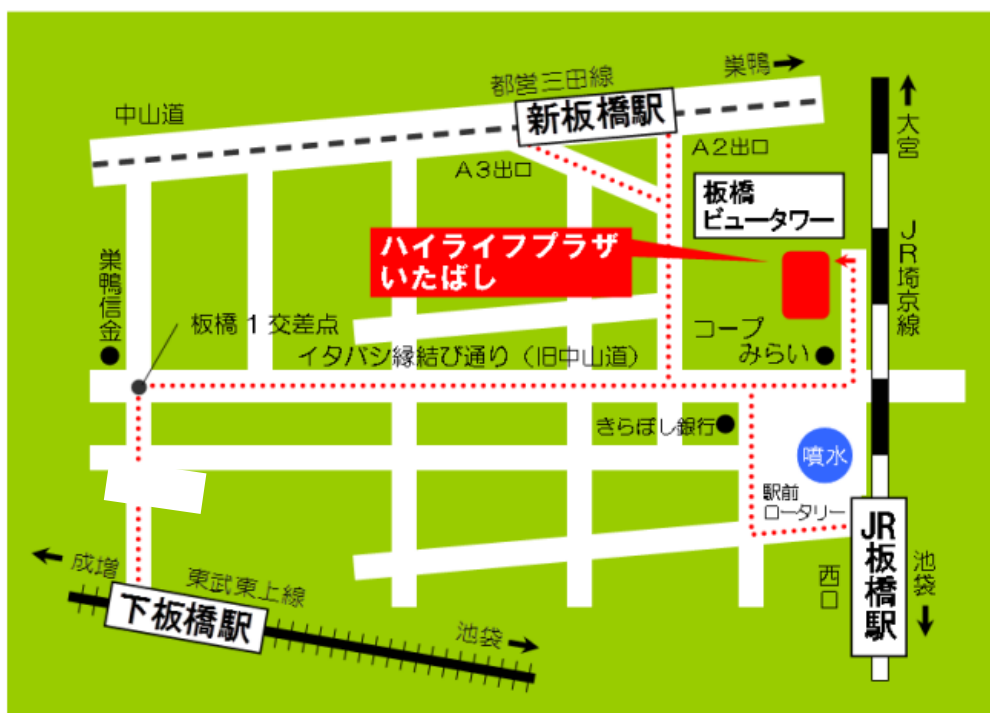 巣鴨
都営三田線
中山道
新板橋駅
大宮
A2出口
A3出口
板橋
ビュータワー
JR埼京線
ハイライフプラザ
いたばし
巣鴨信金
板橋1交差点
コープ
みらい
イタバシ縁結び通り(旧中山道)
きらぼし銀行
噴水
駅前
ロータリー
JR板橋駅
西口
池袋
成増
東武東上線
下板橋駅
池袋